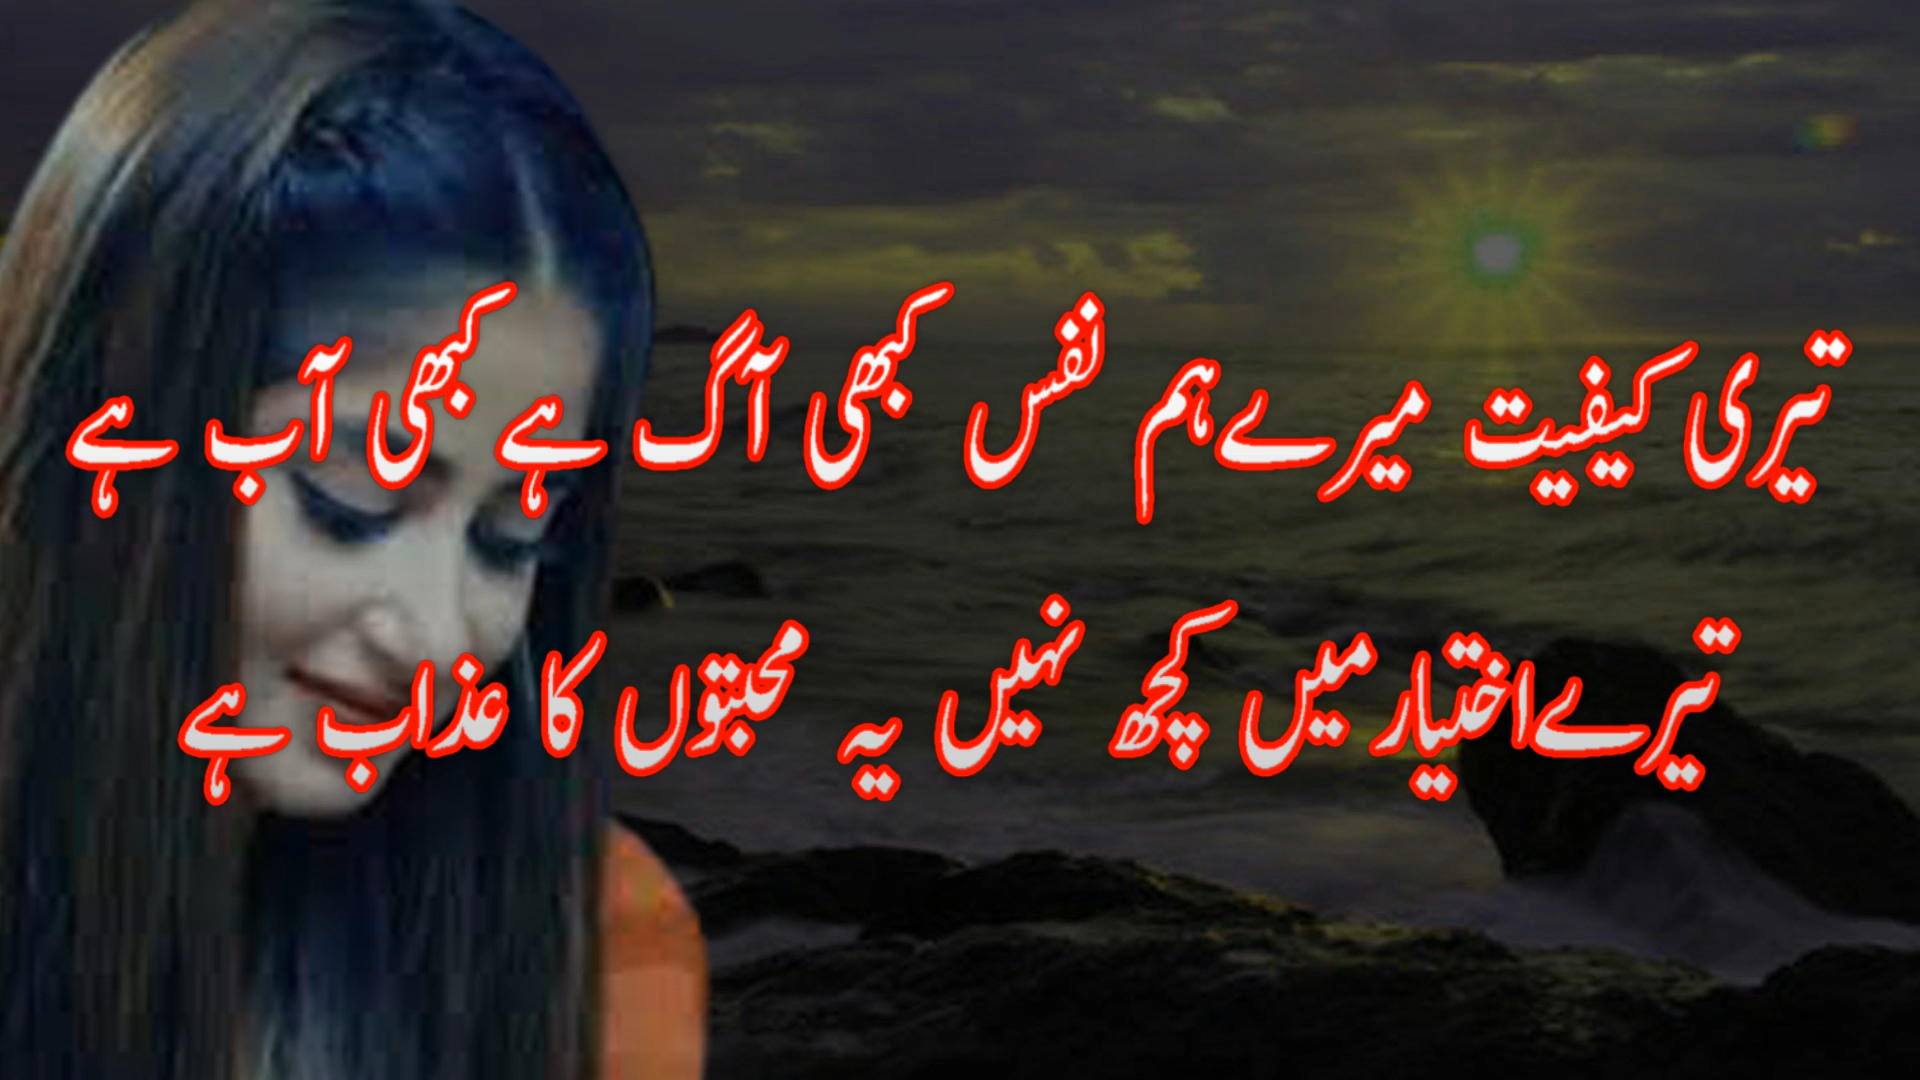 تیری کیفیت میرے ہم نفس کبھی آگ ہے کبھی آب ہے
تیرے اختیار میں کچھ نہیں یہ محبتوں کا عذاب ہے